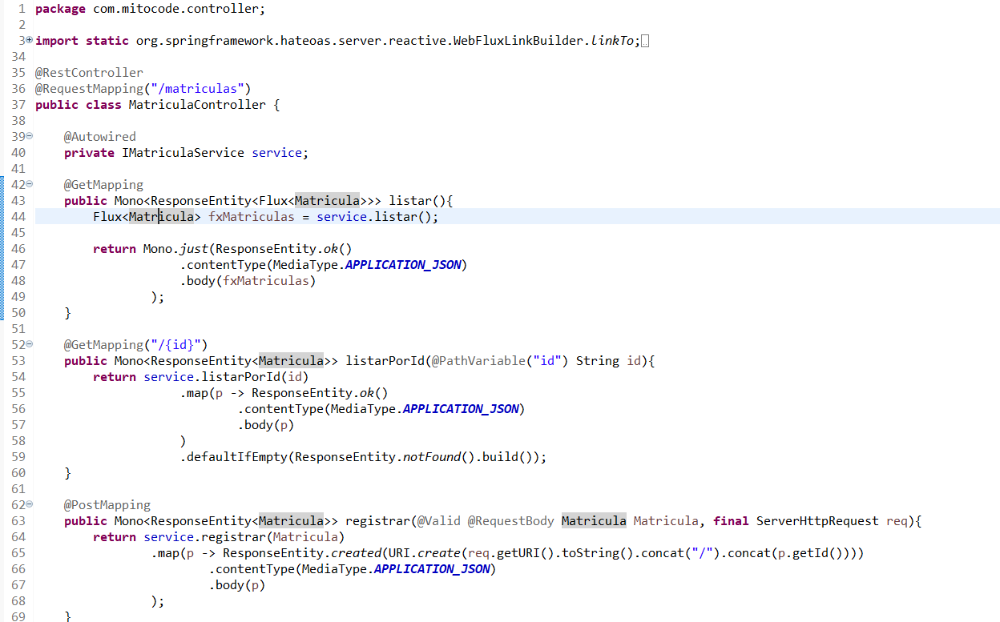 1 package com.mitocode.controller;
2
3 import static org.springframework.hateoas.server.reactive.WebFluxLinkBuilder.linkTo;
34
35 @RestController
36 @RequestMapping("/matriculas")
37 public class MatriculaController {
38
39     @Autowired
40     private IMatriculaService service;
41
42     @GetMapping
43     public Mono<ResponseEntity<Flux<Matricula>>> listar(){
44         Flux<Matricula> fxMatriculas = service.listar();
45
46         return Mono.just(ResponseEntity.ok()
47                     .contentType(MediaType.APPLICATION_JSON)
48                     .body(fxMatriculas)
49                 );
50     }
51
52     @GetMapping("/{id}")
53     public Mono<ResponseEntity<Matricula>> listarPorId(@PathVariable("id") String id){
54         return service.listarPorId(id)
55                     .map(p -> ResponseEntity.ok()
56                             .contentType(MediaType.APPLICATION_JSON)
57                             .body(p)
58                     )
59                     .defaultIfEmpty(ResponseEntity.notFound().build());
60     }
61
62     @PostMapping
63     public Mono<ResponseEntity<Matricula>> registrar(@Valid @RequestBody Matricula Matricula, final ServerHttpRequest req){
64         return service.registrar(Matricula)
65                 .map(p -> ResponseEntity.created(URI.create(req.getURI().toString().concat("/").concat(p.getId())))
66                         .contentType(MediaType.APPLICATION_JSON)
67                         .body(p)
68                 );
69     }